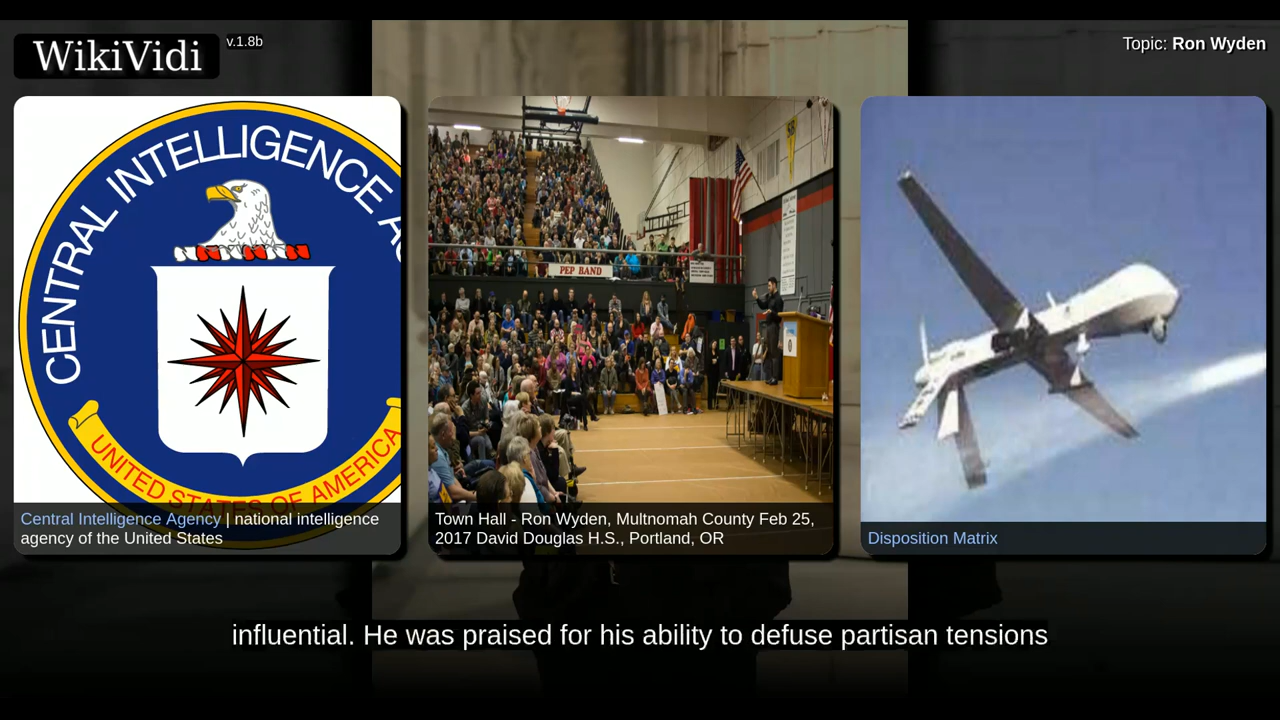 WikiVidi
v.1.8b
Topic: Ron Wyden
CENTRAL INTELLIGENCE
UNITED STATES OF AMERICA
Central Intelligence Agency | national intelligence
agency of the United States
PEP BAND
Town Hall - Ron Wyden, Multnomah County Feb 25,
2017 David Douglas H.S., Portland, OR
Disposition Matrix
influential. He was praised for his ability to defuse partisan tensions